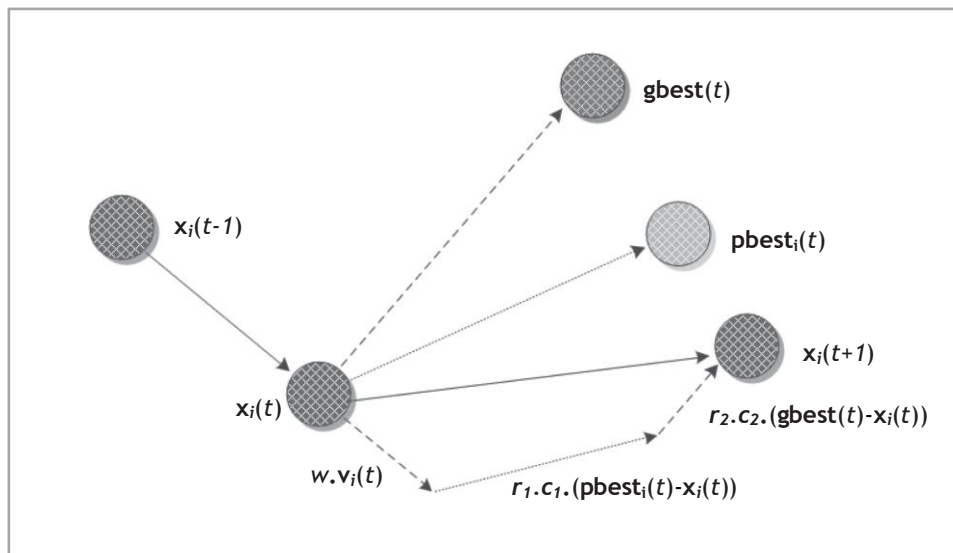 gbest(t)
xi(t-1)
pbesti(t)
xi(t+1)
xi(t)
r2.c2.(gbest(t)-xi(t))
w.vi(t)
r1.c1.(pbesti(t)-xi(t))